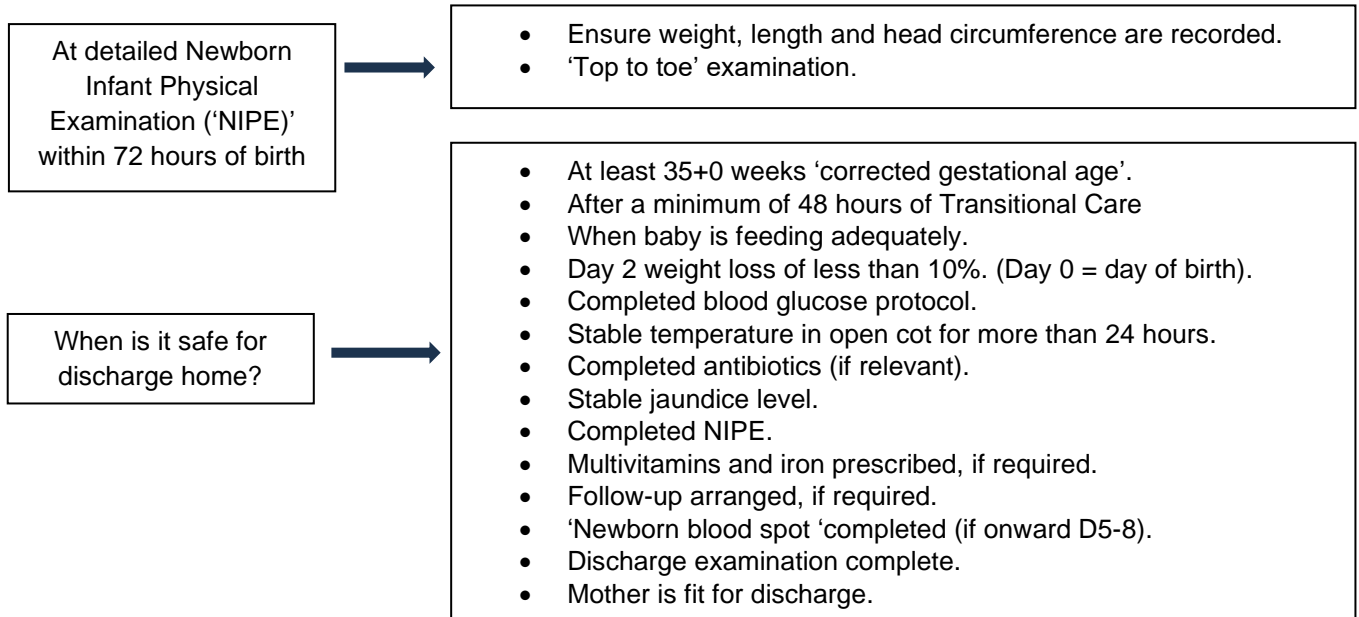 At detailed Newborn
Infant Physical
Examination (‘NIPE)’
within 72 hours of birth
• Ensure weight, length and head circumference are recorded.
• ‘Top to toe’ examination.
When is it safe for
discharge home?
• At least 35+0 weeks ‘corrected gestational age’.
• After a minimum of 48 hours of Transitional Care
• When baby is feeding adequately.
• Day 2 weight loss of less than 10%. (Day 0 = day of birth).
• Completed blood glucose protocol.
• Stable temperature in open cot for more than 24 hours.
• Completed antibiotics (if relevant).
• Stable jaundice level.
• Completed NIPE.
• Multivitamins and iron prescribed, if required.
• Follow-up arranged, if required.
• ‘Newborn blood spot ‘completed (if onward D5-8).
• Discharge examination complete.
• Mother is fit for discharge.